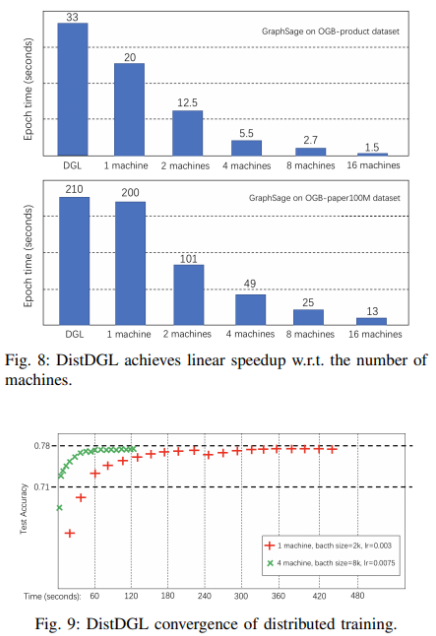 33
GraphSage on OGB-product dataset
20
12.5
5.5
2.7
1.5
Epoch time (seconds)
DGL 1 machine 2 machines 4 machines 8 machines 16 machines
210
200
GraphSage on OGB-paper100M dataset
101
49
25
13
Epoch time (seconds)
DGL 1 machine 2 machines 4 machines 8 machines 16 machines
Fig. 8: DistDGL achieves linear speedup w.r.t. the number of
machines.
0.78
0.71
Test Accuracy
1 machine, bacth size=2k, lr=0.003
4 machine, bacth size=8k, lr=0.0075
Time (seconds): 60 120 180 240 300 360 420 480
Fig. 9: DistDGL convergence of distributed training.